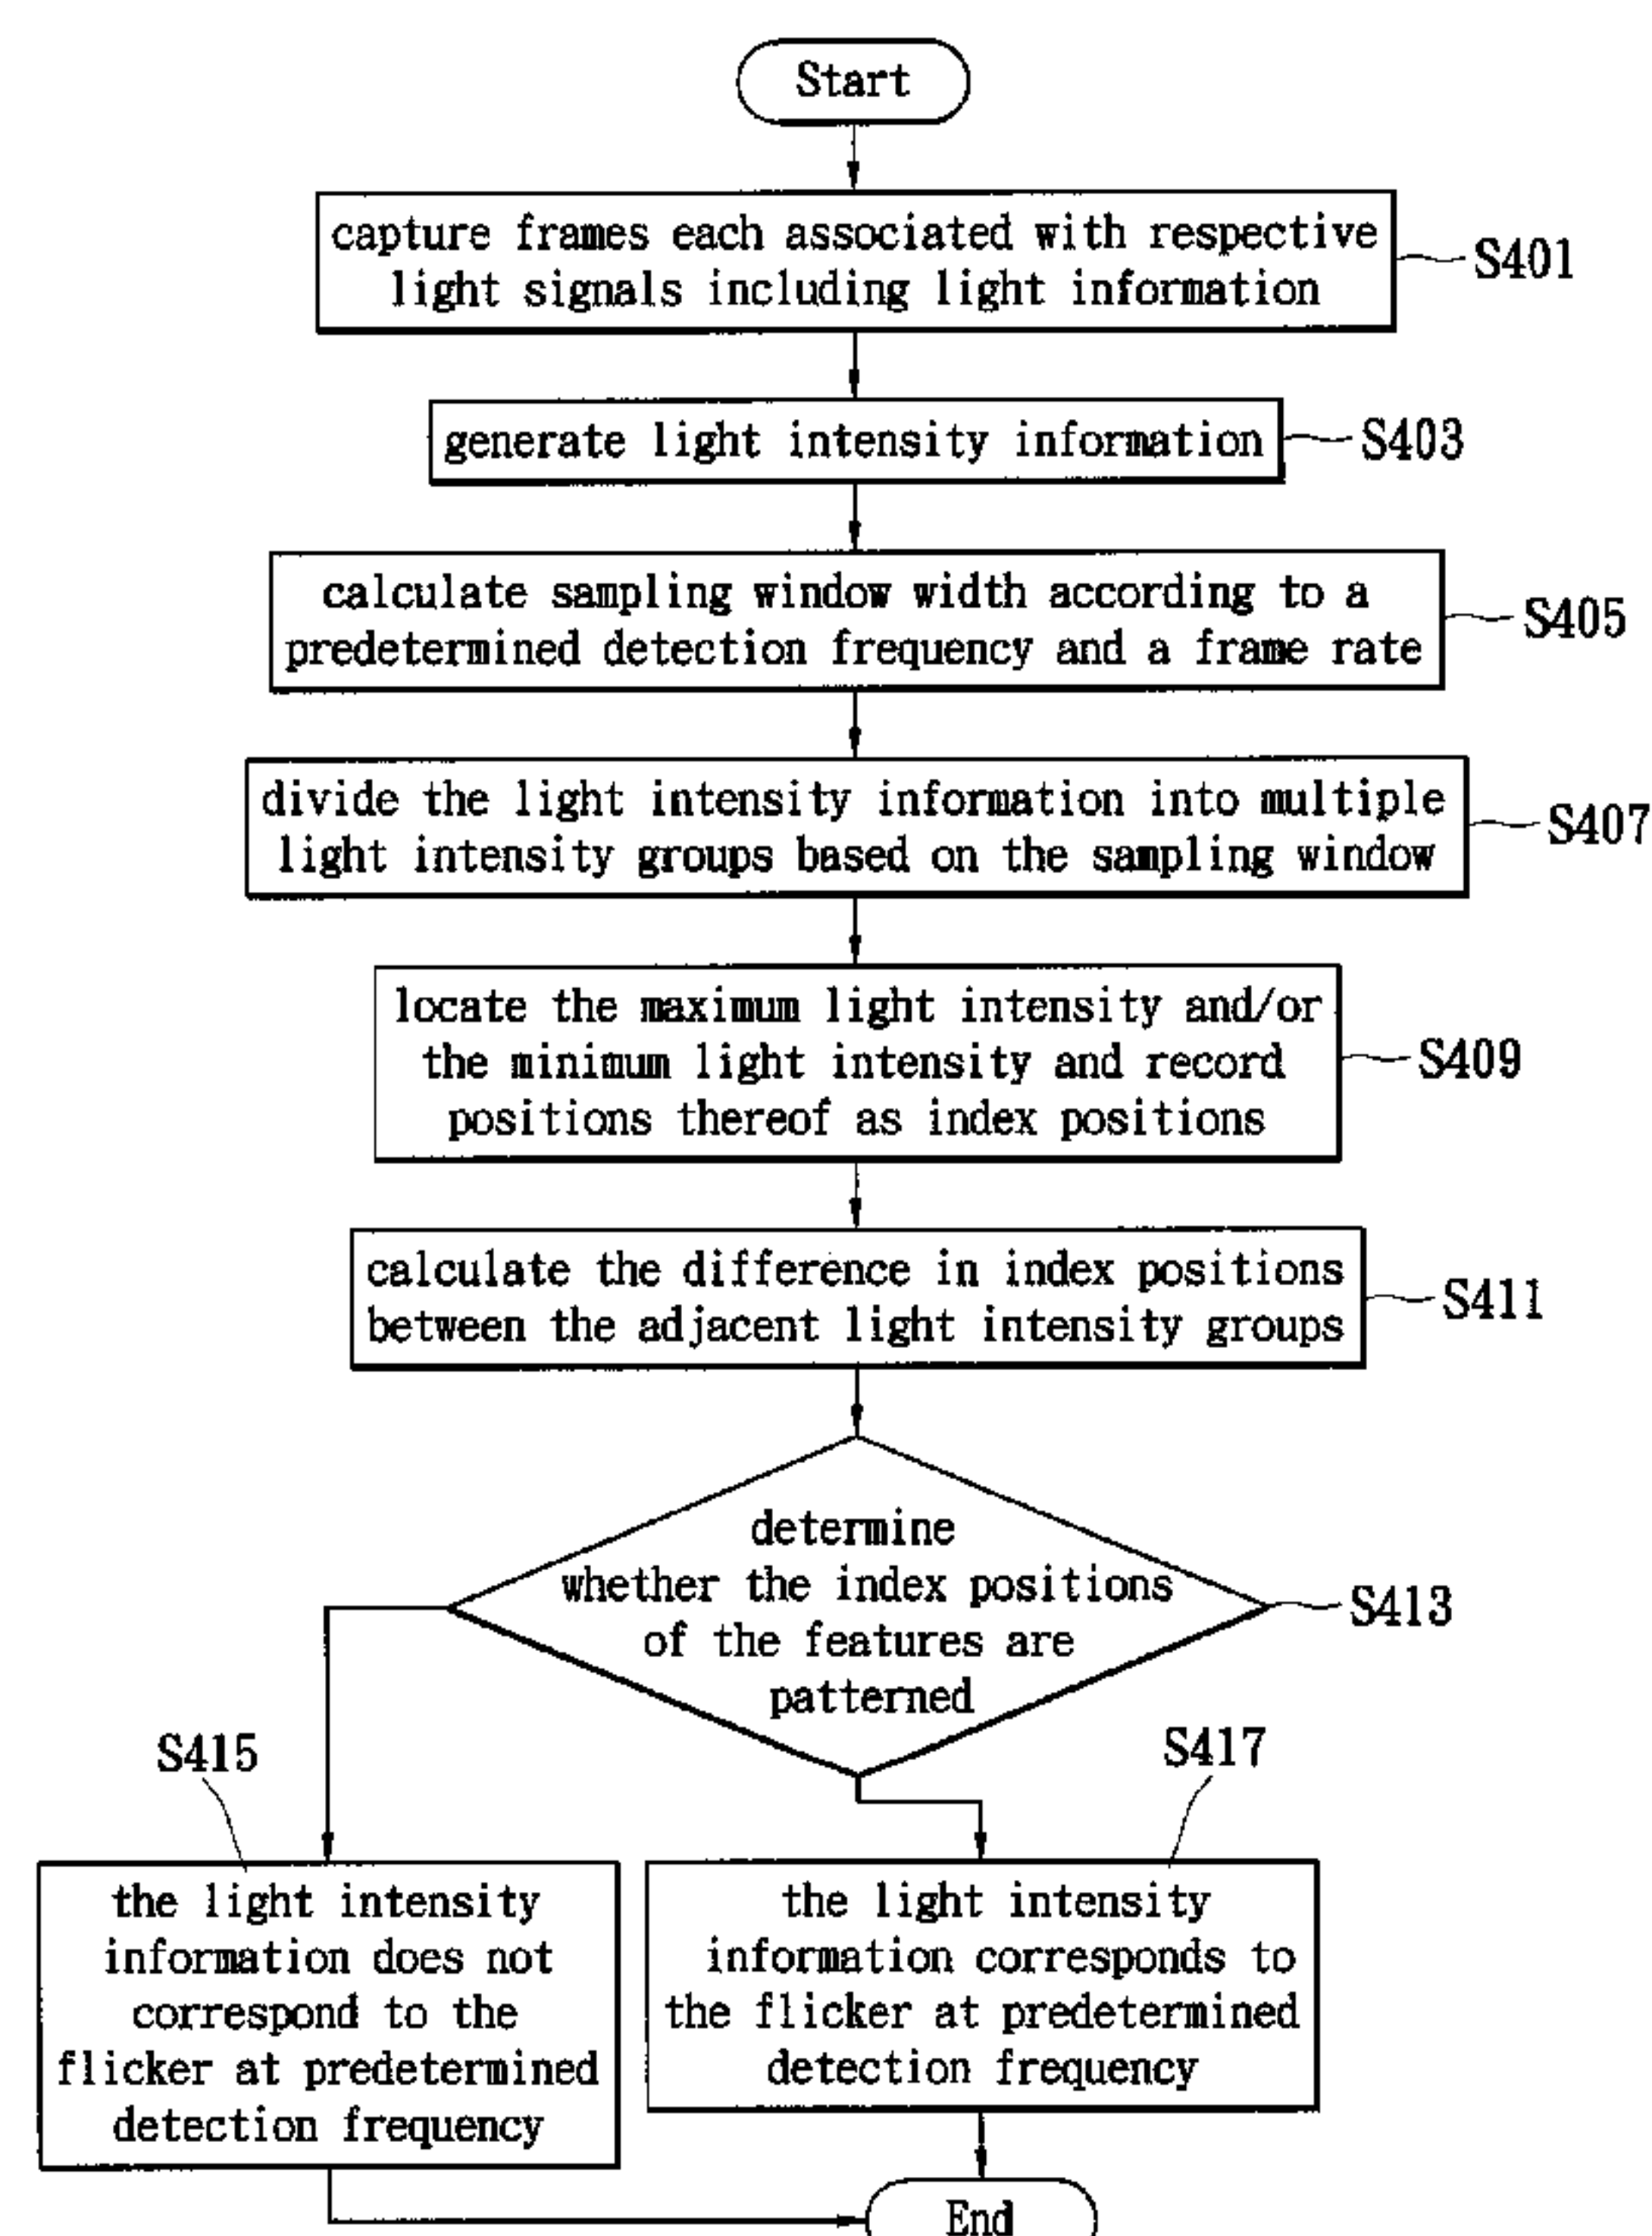 Start
capture frames each associated with respective
light signals including light information
S401
generate light intensity information
S403
calculate sampling window width according to a
predetermined detection frequency and a frame rate
S405
divide the light intensity information into multiple
light intensity groups based on the sampling window
S407
locate the maximum light intensity and/or
the minimum light intensity and record
positions thereof as index positions
S409
calculate the difference in index positions
between the adjacent light intensity groups
S411
determine
whether the index positions
of the features are
patterned
S413
S415
the light intensity
information does not
correspond to the
flicker at predetermined
detection frequency
S417
the light intensity
information corresponds to
the flicker at predetermined
detection frequency
End